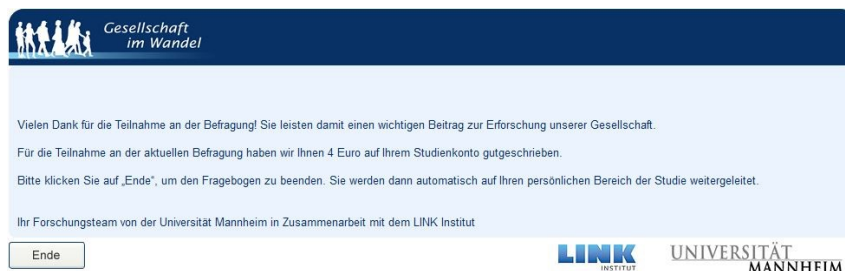 Gesellschaft
im Wandel
Vielen Dank für die Teilnahme an der Befragung! Sie leisten damit einen wichtigen Beitrag zur Erforschung unserer Gesellschaft.
Für die Teilnahme an der aktuellen Befragung haben wir Ihnen 4 Euro auf Ihrem Studienkonto gutgeschrieben.
Bitte klicken Sie auf „Ende“, um den Fragebogen zu beenden. Sie werden dann automatisch auf Ihren persönlichen Bereich der Studie weitergeleitet.
Ihr Forschungsteam von der Universität Mannheim in Zusammenarbeit mit dem LINK Institut
Ende
LINK
INSTITUT
UNIVERSITÄT
MANNHEIM